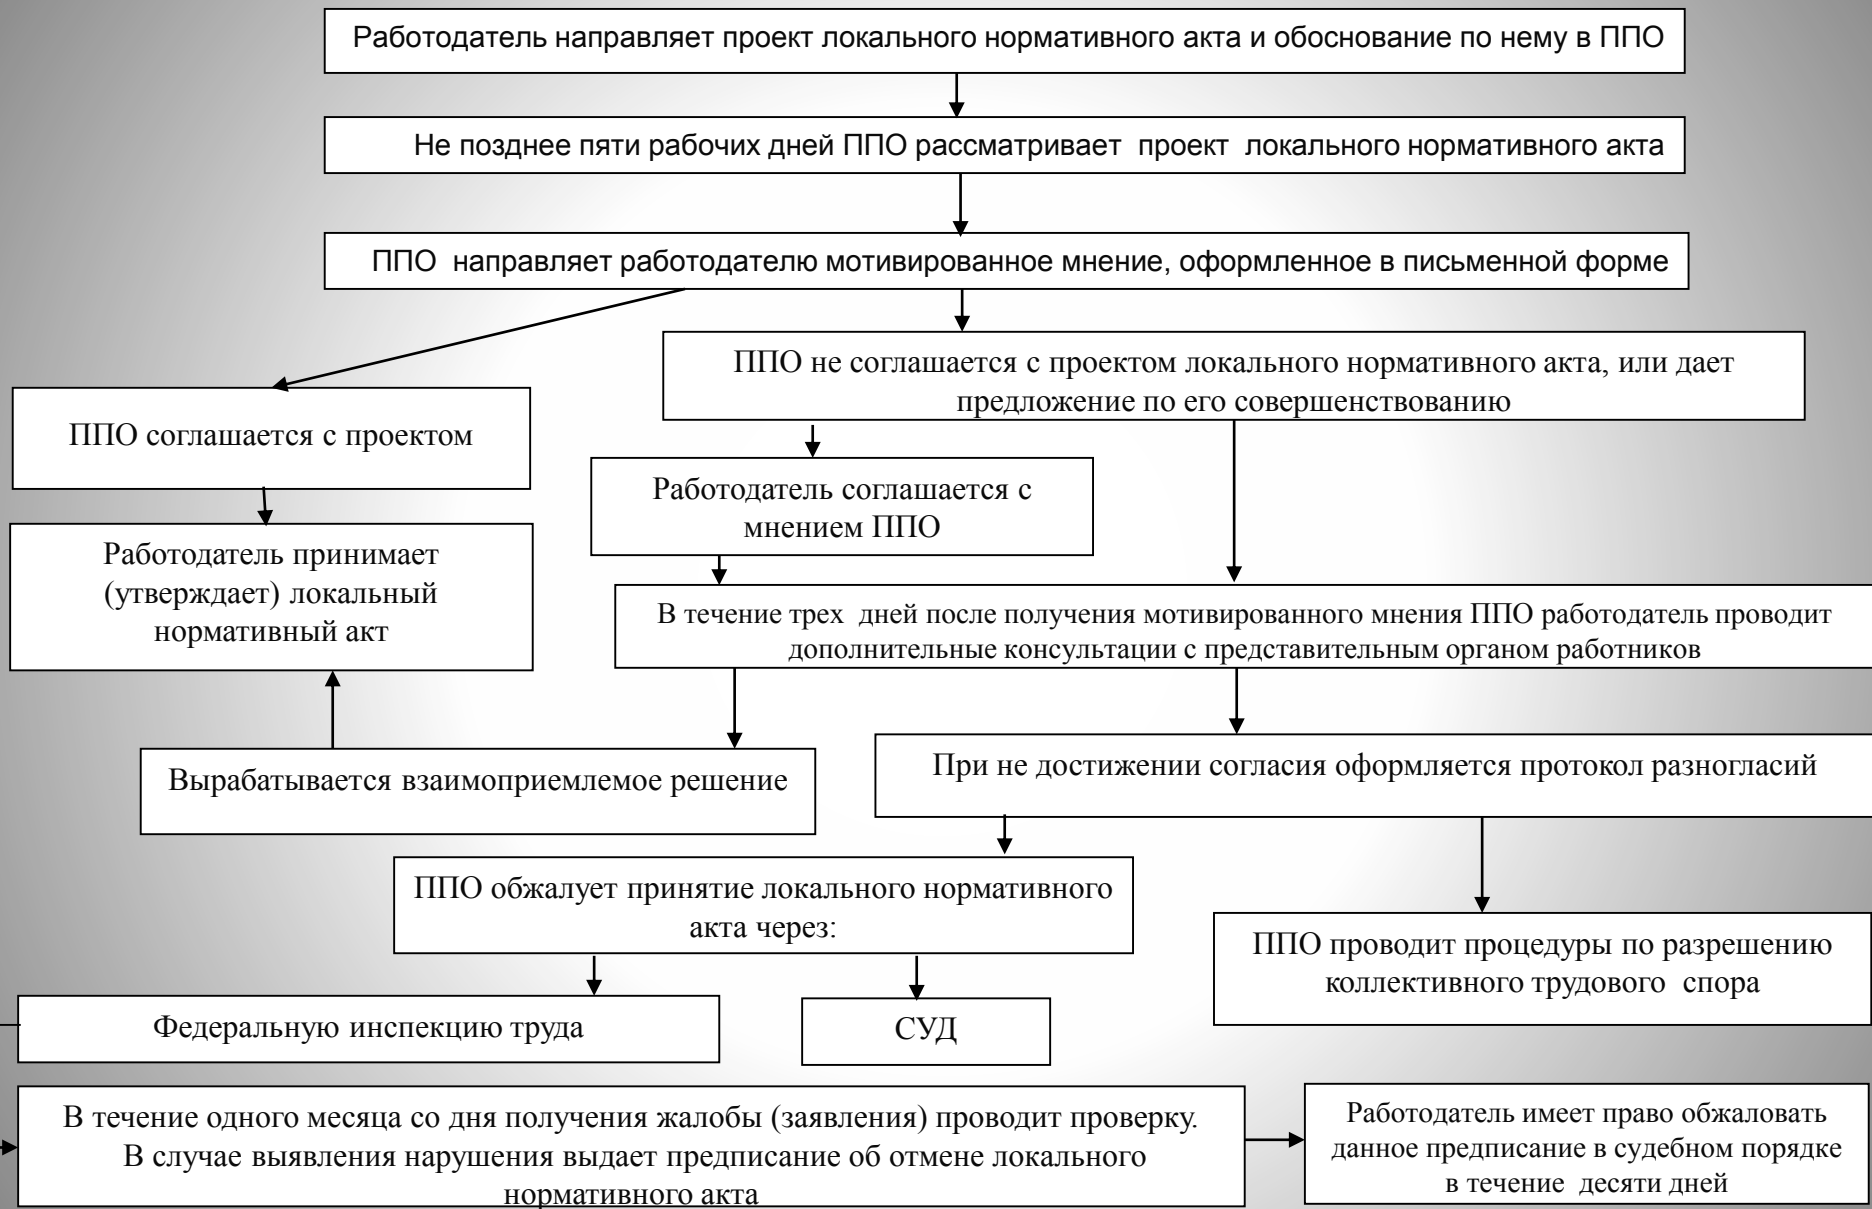 Работодатель направляет проект локального нормативного акта и обоснование по нему в ППО
Не позднее пяти рабочих дней ППО рассматривает проект локального нормативного акта
ППО направляет работодателю мотивированное мнение, оформленное в письменной форме
ППО не соглашается с проектом локального нормативного акта, или дает
предложение по его совершенствованию
ППО соглашается с проектом
Работодатель соглашается с
мнением ППО
Работодатель принимает
(утверждает) локальный
нормативный акт
В течение трех дней после получения мотивированного мнения ППО работодатель проводит
дополнительные консультации с представительным органом работников
Вырабатывается взаимоприемлемое решение
При не достижении согласия оформляется протокол разногласий
ППО обжалует принятие локального нормативного
акта через:
ППО проводит процедуры по разрешению
коллективного трудового спора
Федеральную инспекцию труда
СУД
В течение одного месяца со дня получения жалобы (заявления) проводит проверку.
В случае выявления нарушения выдает предписание об отмене локального
нормативного акта
Работодатель имеет право обжаловать
данное предписание в судебном порядке
в течение десяти дней